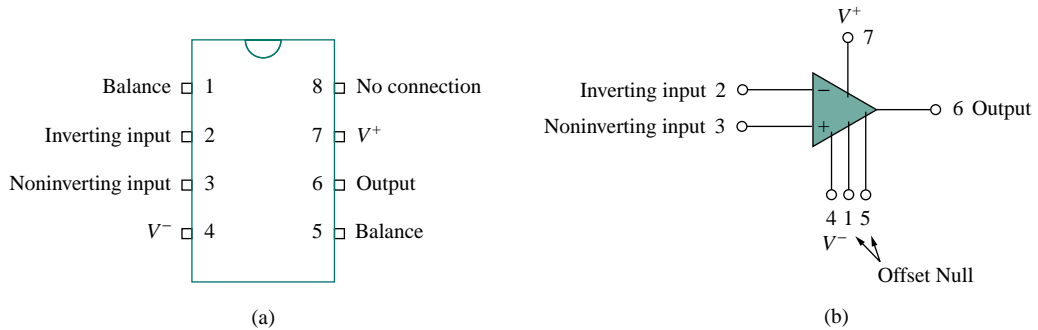 Balance 1 8 No connection
Inverting input 2 7 V+
Noninverting input 3 6 Output
V− 4 5 Balance
(a)
V+
7
Inverting input 2 −
6 Output
Noninverting input 3 +
4 1 5
V−
Offset Null
(b)